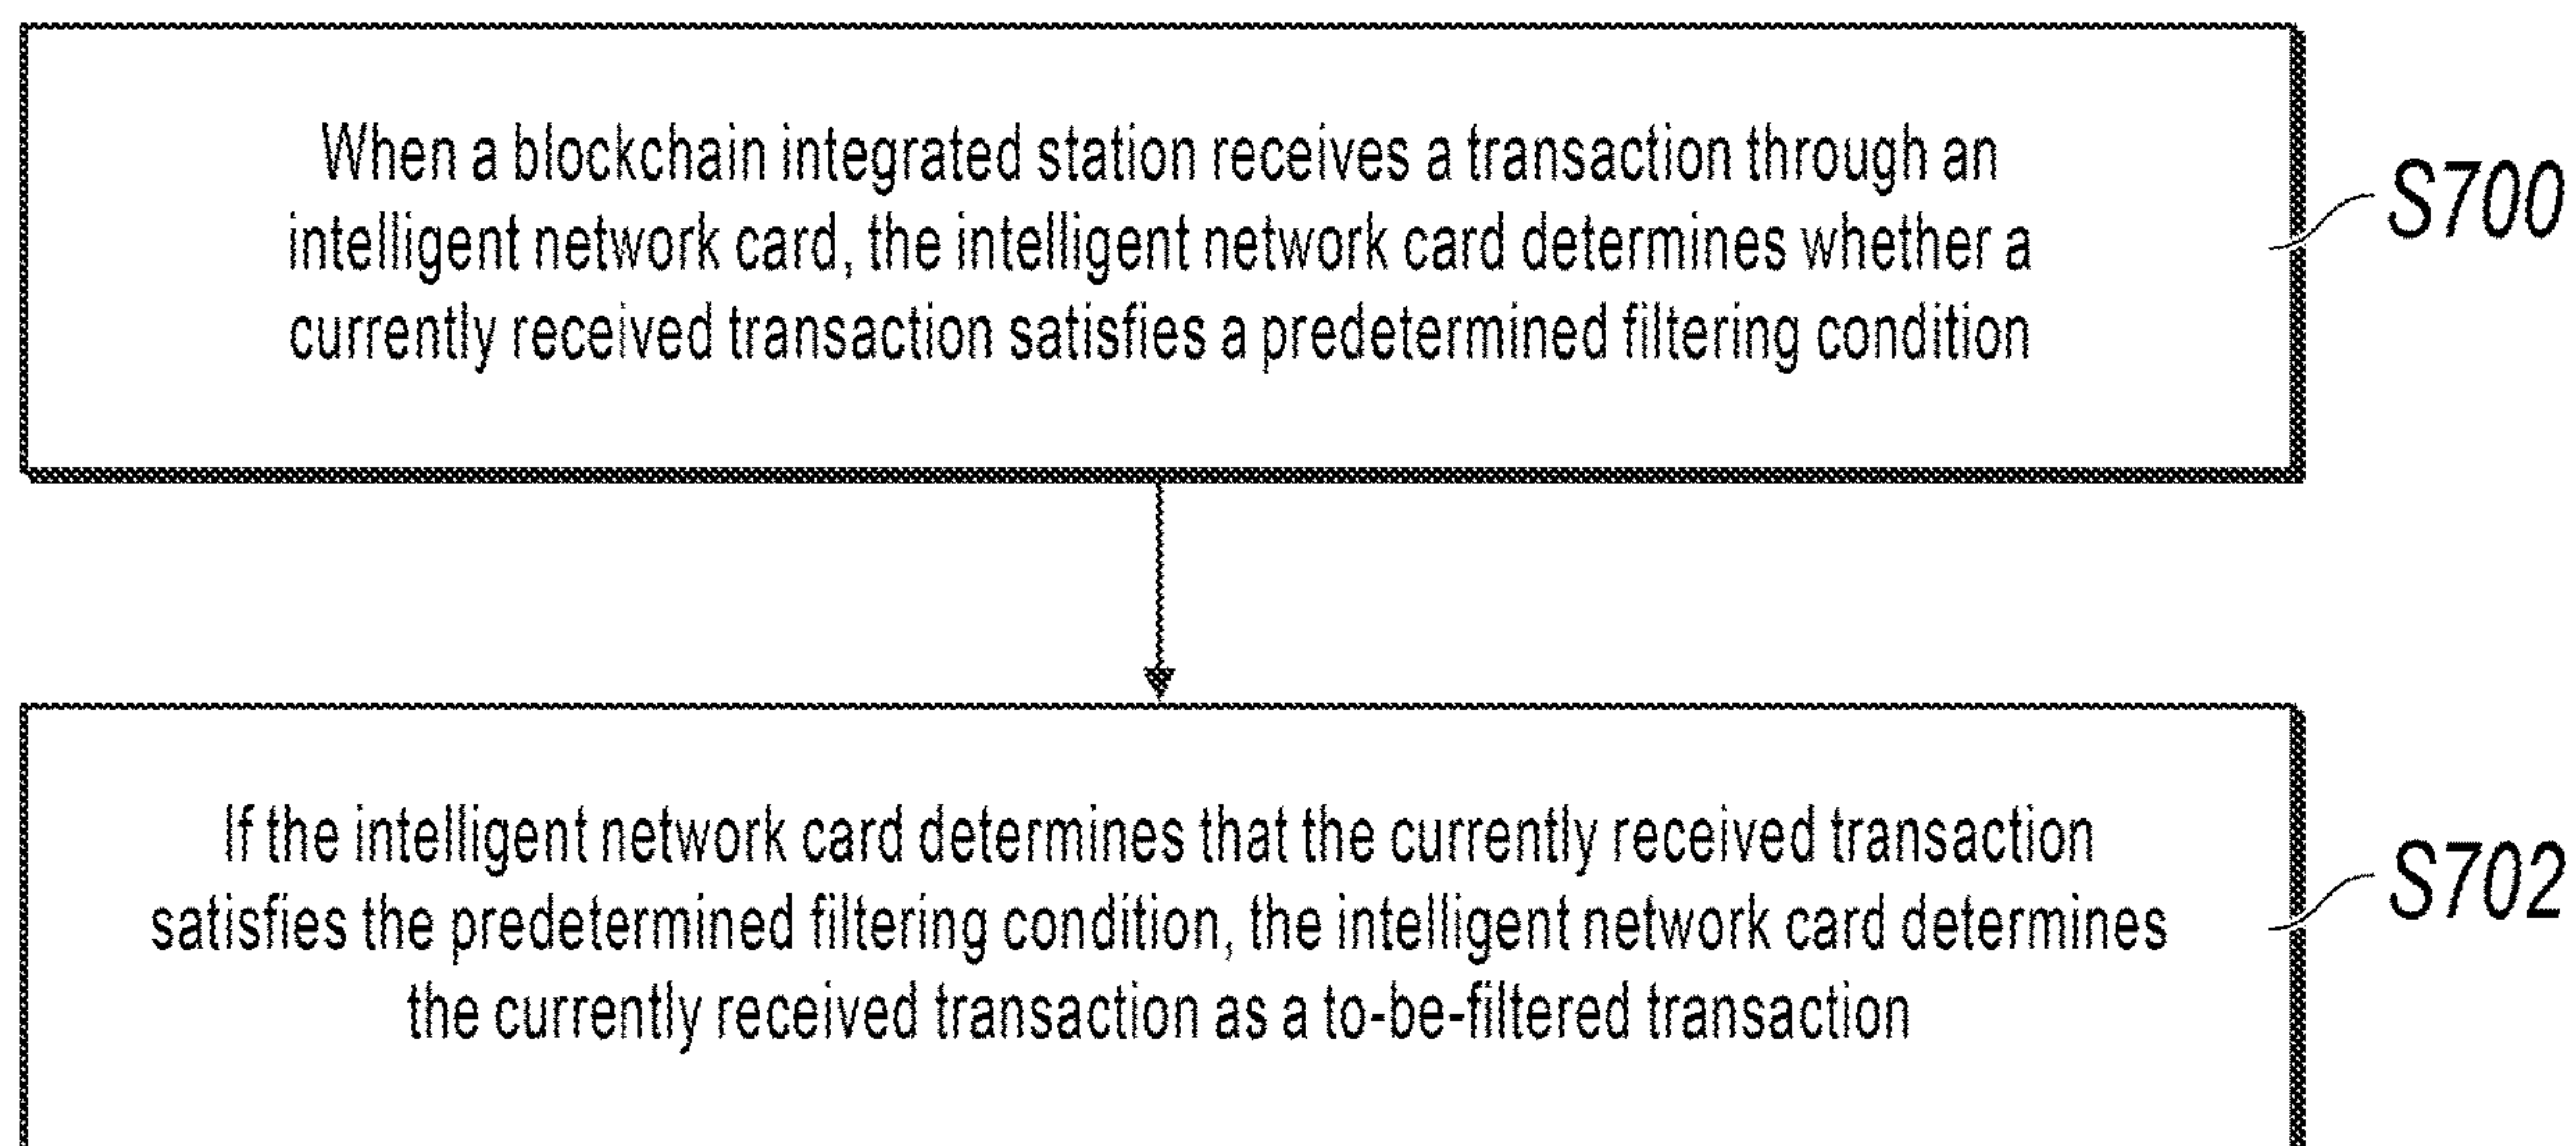 When a blockchain integrated station receives a transaction through an
intelligent network card, the intelligent network card determines whether a
currently received transaction satisfies a predetermined filtering condition
S700
If the intelligent network card determines that the currently received transaction
satisfies the predetermined filtering condition, the intelligent network card determines
the currently received transaction as a to-be-filtered transaction
S702